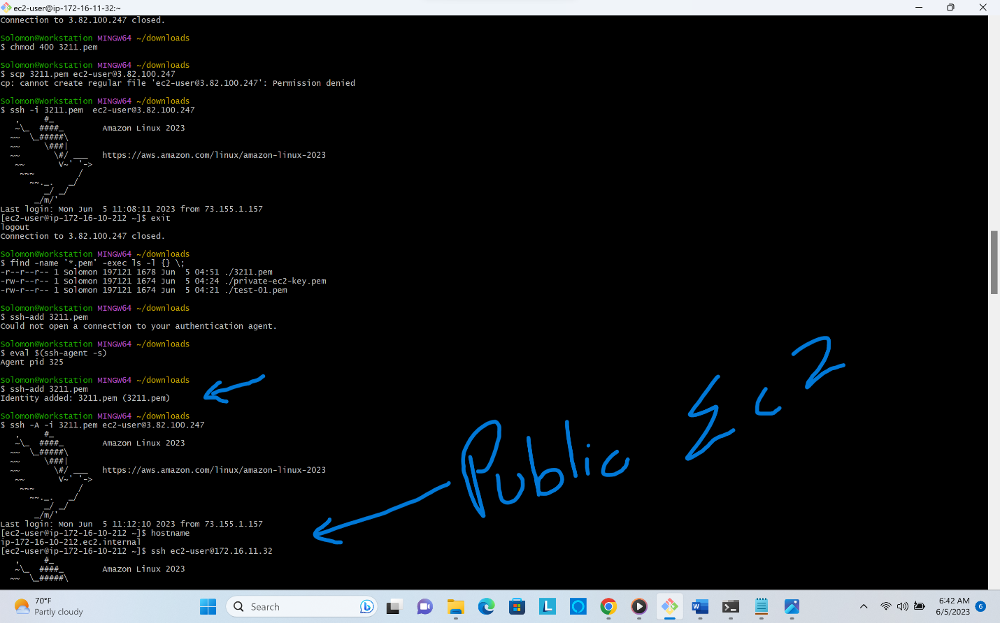 ec2-user@ip-172-16-11-32:~
Connection to 3.82.100.247 closed.
Solomon@Workstation MINGW64 ~/downloads
$ chmod 400 3211.pem
Solomon@Workstation MINGW64 ~/downloads
$ scp 3211.pem ec2-user@3.82.100.247
cp: cannot create regular file 'ec2-user@3.82.100.247': Permission denied
Solomon@Workstation MINGW64 ~/downloads
$ ssh -i 3211.pem  ec2-user@3.82.100.247
   ,     #_
   ~\_  ####_        Amazon Linux 2023
  ~~  \_#####\
  ~~     \###|
  ~~       \#/ ___   https://aws.amazon.com/linux/amazon-linux-2023
   ~~       V~' '->
    ~~~         /
      ~~._.   _/
         _/ _/
       _/m/'
Last login: Mon Jun  5 11:08:11 2023 from 73.155.1.157
[ec2-user@ip-172-16-10-212 ~]$ exit
logout
Connection to 3.82.100.247 closed.
Solomon@Workstation MINGW64 ~/downloads
$ find -name '*.pem' -exec ls -l {} \;
-r--r--r-- 1 Solomon 197121 1678 Jun  5 04:51 ./3211.pem
-rw-r--r-- 1 Solomon 197121 1674 Jun  5 04:24 ./private-ec2-key.pem
-rw-r--r-- 1 Solomon 197121 1674 Jun  5 04:21 ./test-01.pem
Solomon@Workstation MINGW64 ~/downloads
$ ssh-add 3211.pem
Could not open a connection to your authentication agent.
Solomon@Workstation MINGW64 ~/downloads
$ eval $(ssh-agent -s)
Agent pid 325
Solomon@Workstation MINGW64 ~/downloads
$ ssh-add 3211.pem
Identity added: 3211.pem (3211.pem)
Solomon@Workstation MINGW64 ~/downloads
$ ssh -A -i 3211.pem ec2-user@3.82.100.247
   ,     #_
   ~\_  ####_        Amazon Linux 2023
  ~~  \_#####\
  ~~     \###|
  ~~       \#/ ___   https://aws.amazon.com/linux/amazon-linux-2023
   ~~       V~' '->
    ~~~         /
      ~~._.   _/
         _/ _/
       _/m/'
Last login: Mon Jun  5 11:12:10 2023 from 73.155.1.157
[ec2-user@ip-172-16-10-212 ~]$ hostname
ip-172-16-10-212.ec2.internal
[ec2-user@ip-172-16-10-212 ~]$ ssh ec2-user@172.16.11.32
   ,     #_
   ~\_  ####_        Amazon Linux 2023
  ~~  \_#####\
Public Ec2
70°F
Partly cloudy
Search
6:42 AM
6/5/2023
6